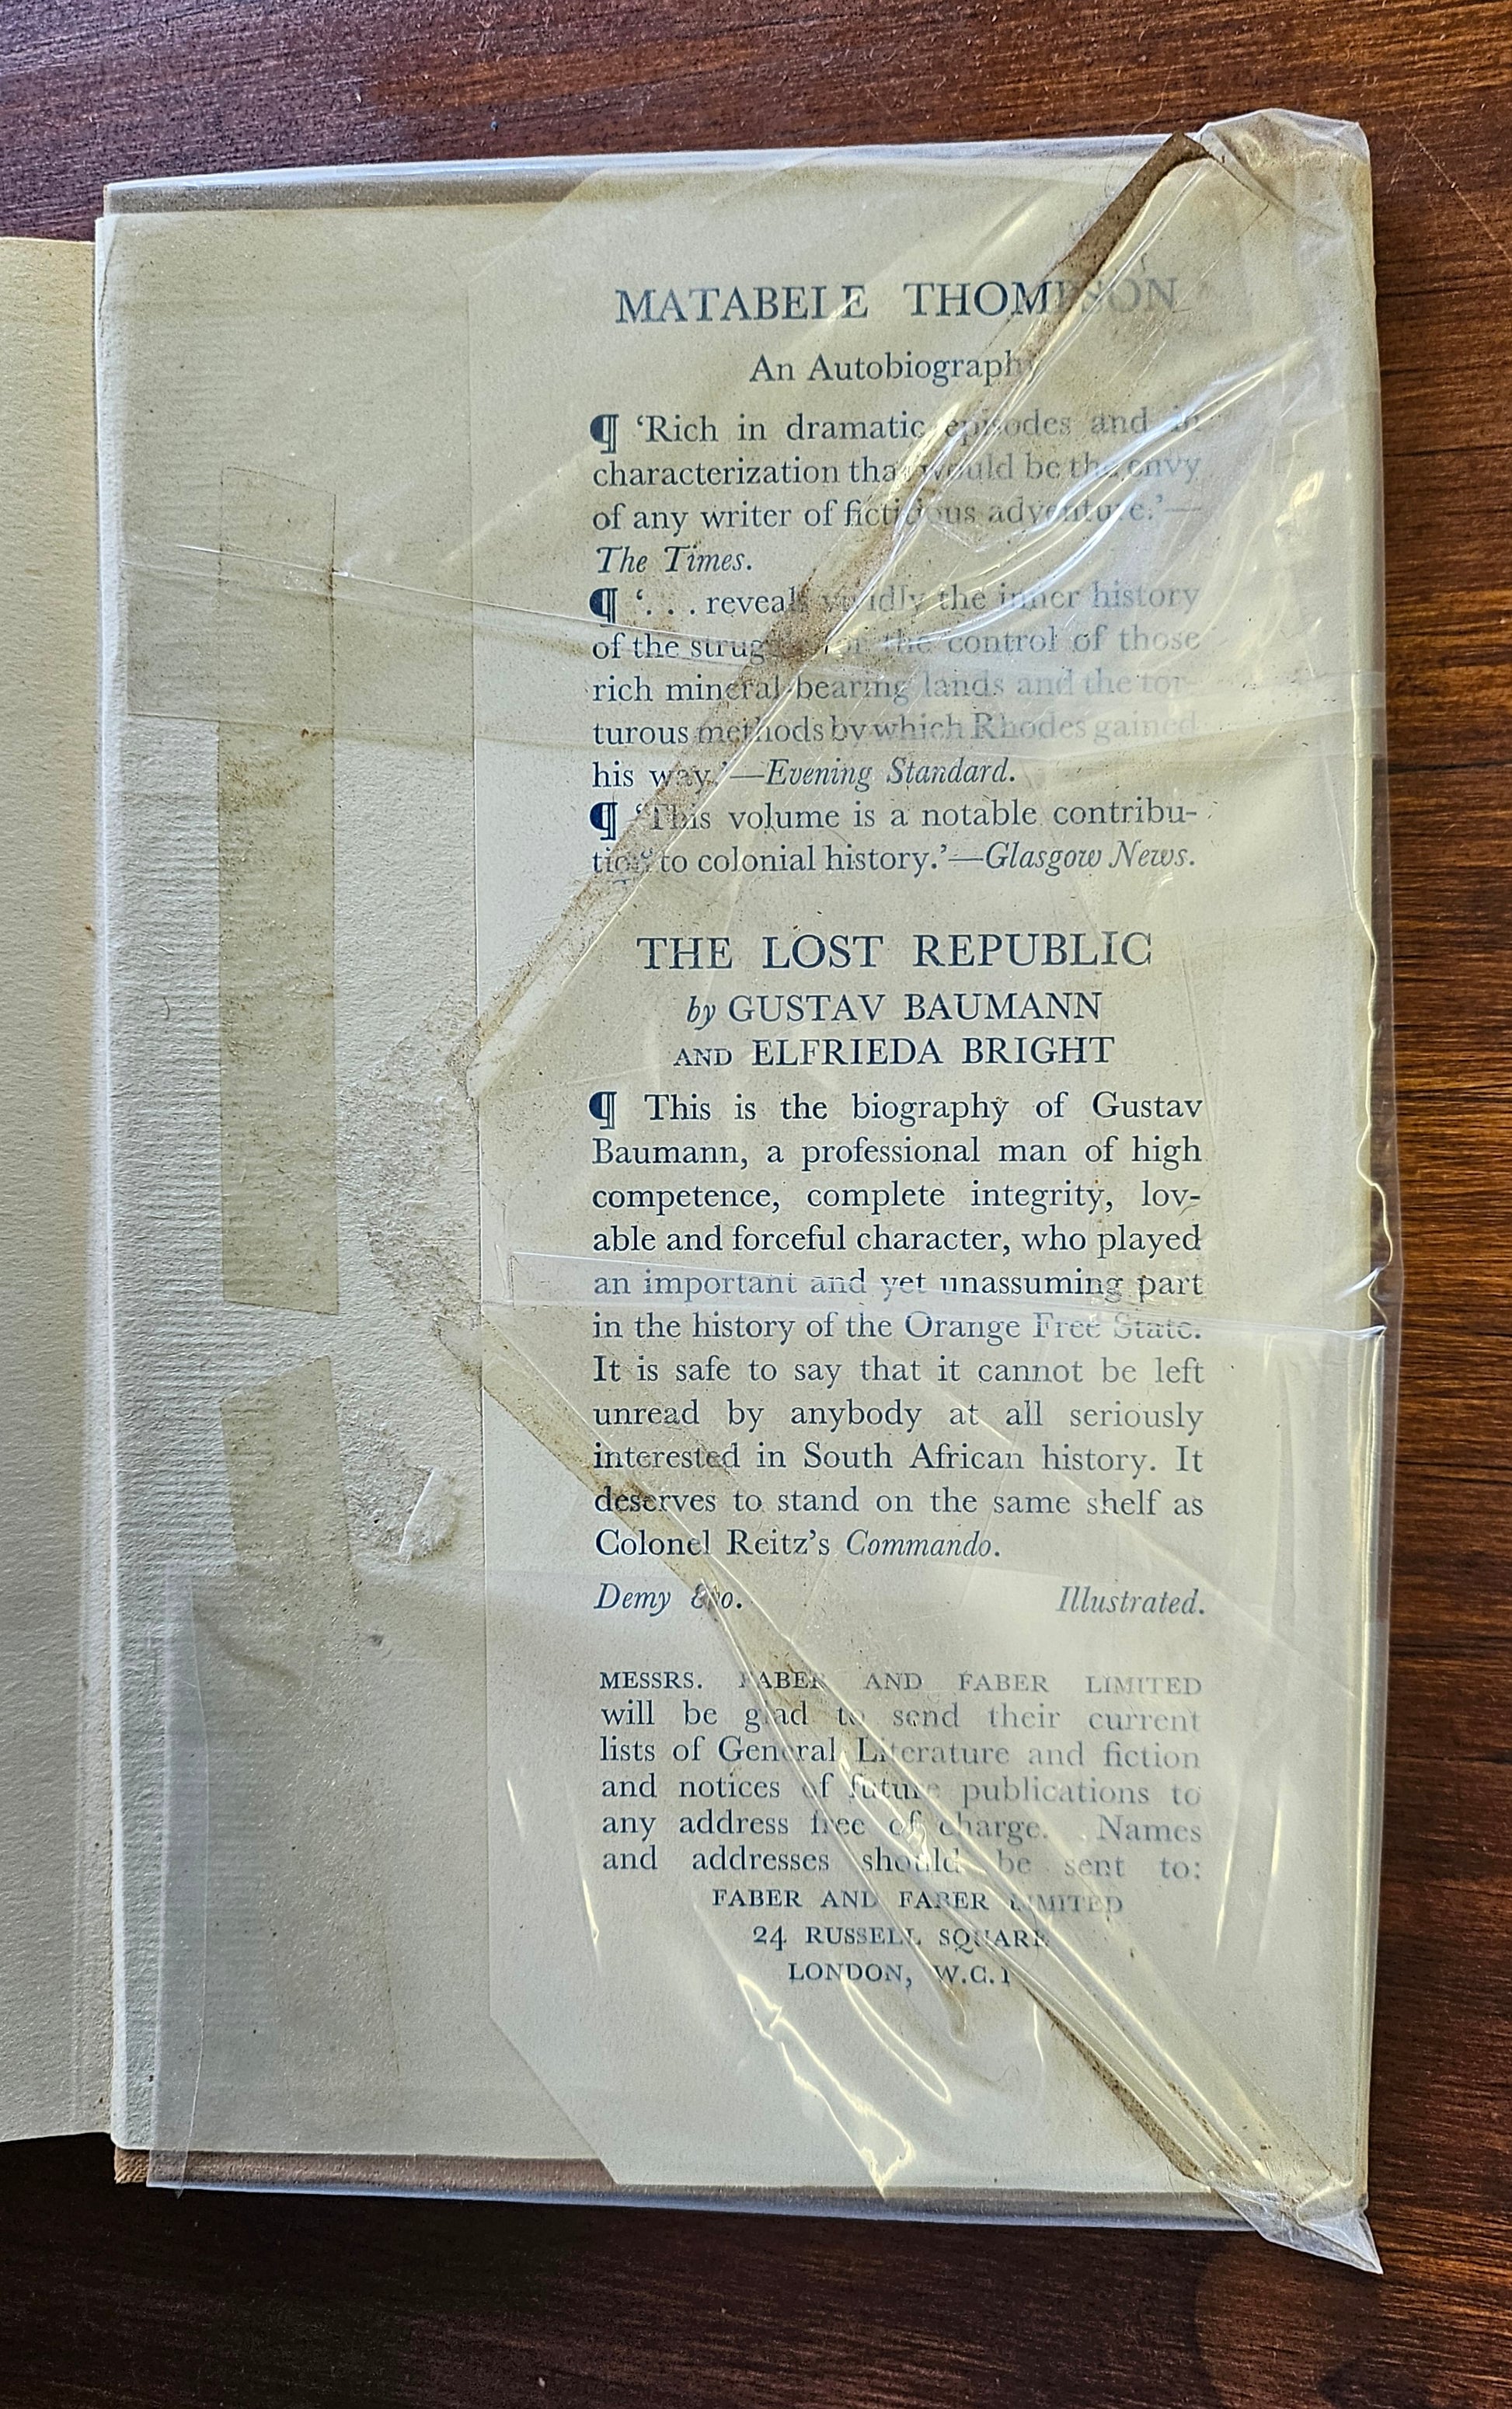 MATABELE THOMPSON
An Autobiography
¶ ‘Rich in dramatic episodes and in
characterization that would be the envy
of any writer of fictitious adventure.’—
The Times.
¶ ‘. . . reveals vividly the inner history
of the struggle for the control of those
rich mineral-bearing lands and the tor-
turous methods by which Rhodes gained
his way.’—Evening Standard.
¶ ‘This volume is a notable contribu-
tion to colonial history.’—Glasgow News.
THE LOST REPUBLIC
by GUSTAV BAUMANN
AND ELFRIEDA BRIGHT
¶ This is the biography of Gustav
Baumann, a professional man of high
competence, complete integrity, lov-
able and forceful character, who played
an important and yet unassuming part
in the history of the Orange Free State.
It is safe to say that it cannot be left
unread by anybody at all seriously
interested in South African history. It
deserves to stand on the same shelf as
Colonel Reitz’s Commando.
Demy 8vo. Illustrated.
MESSRS. FABER AND FABER LIMITED
will be glad to send their current
lists of General Literature and fiction
and notices of future publications to
any address free of charge. Names
and addresses should be sent to:
FABER AND FABER LIMITED
24 RUSSELL SQUARE
LONDON, W.C.1